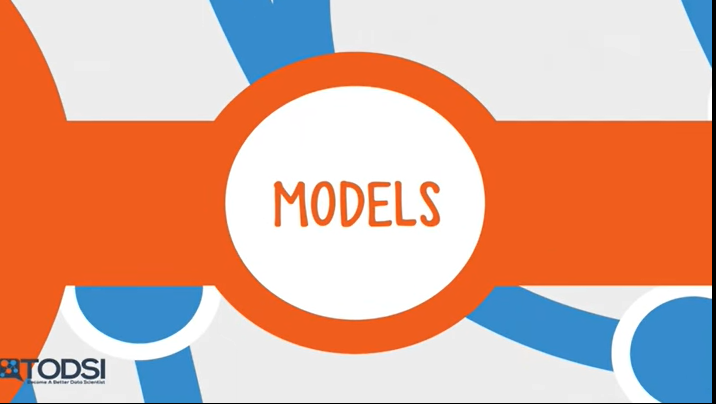 MODELS
TODSI
Become A Better Data Scientist